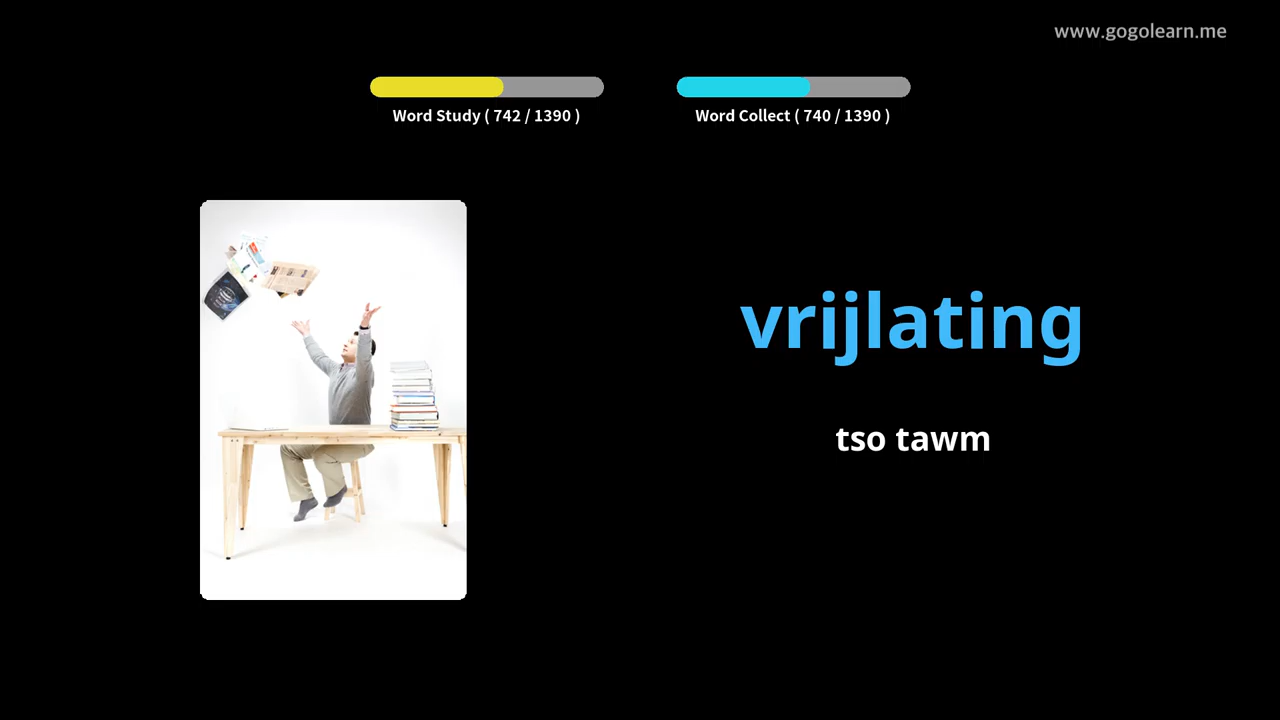 www.gogolearn.me
Word Study ( 742 / 1390 )
Word Collect ( 740 / 1390 )
vrijlating
tso tawm